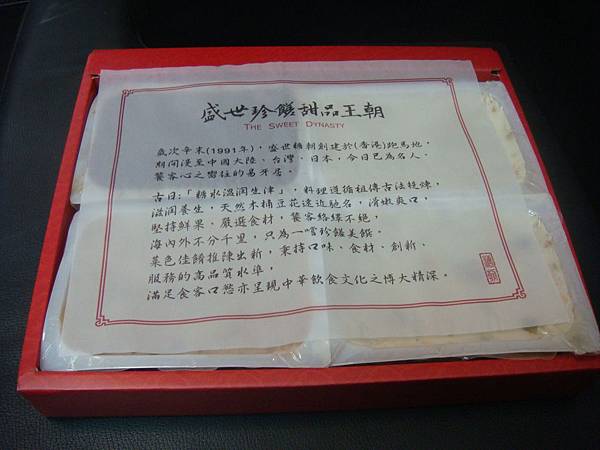 盛世珍饈甜品王朝
THE SWEET DYNASTY
歲次辛未(1991年)，盛世糖朝創建於(香港)跑馬地，
期間漫至中國大陸、台灣、日本，今日已為名人、
饕客心之嚮往的易牙居。
古曰：「糖水滋潤生津」，料理遵循祖傳古法提煉，
滋潤養生，天然木桶豆花遠近馳名，滑嫩爽口，
堅持鮮果、嚴選食材，饕客絡繹不絕，
海內外不分千里，只為一嚐珍饈美饌。
菜色佳餚推陳出新，秉持口味、食材、創新、
服務的高品質水準，
滿足食客口慾亦呈現中華飲食文化之博大精深。